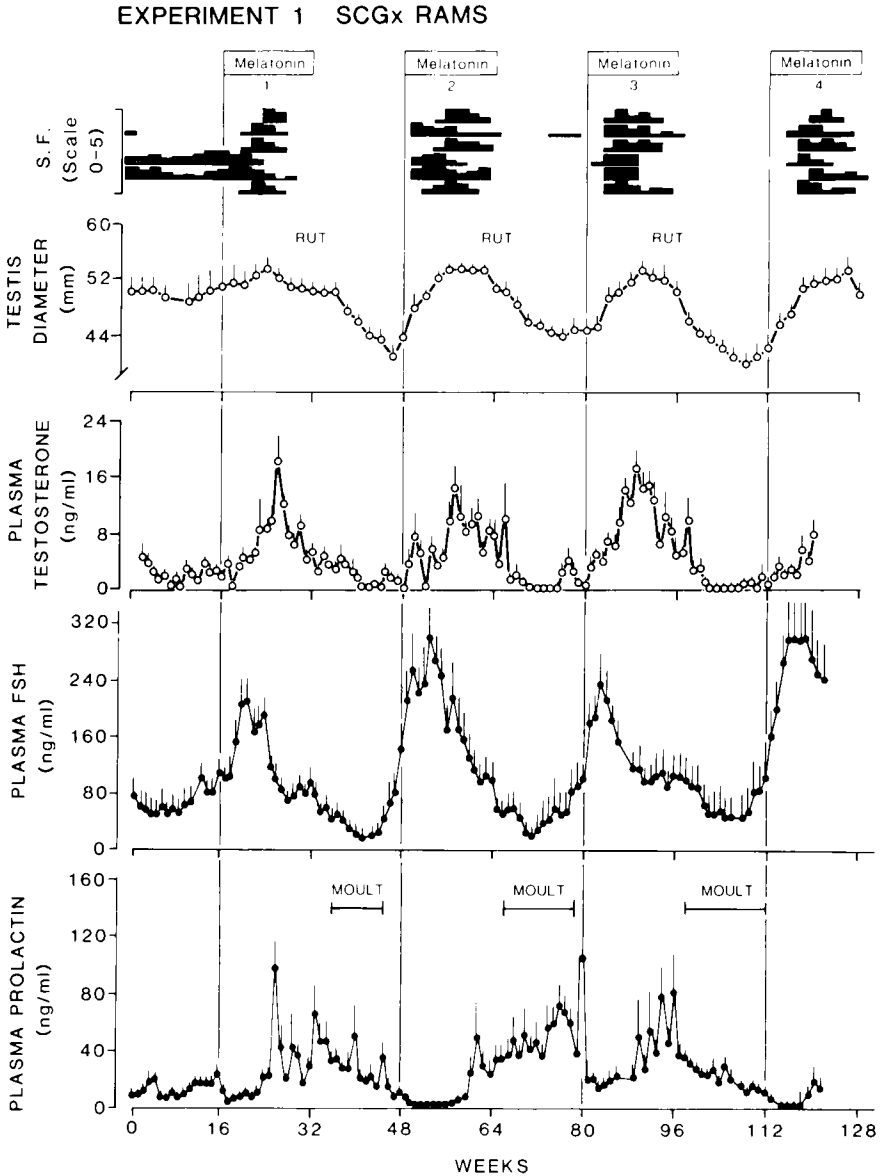 EXPERIMENT 1 SCGx RAMS
Melatonin
1
Melatonin
2
Melatonin
3
Melatonin
4
S. F.
(Scale
0-5)
RUT
RUT
RUT
TESTIS
DIAMETER
(mm)
60
52
44
PLASMA
TESTOSTERONE
(ng/ml)
24
16
8
0
PLASMA FSH
(ng/ml)
320
240
160
80
0
PLASMA PROLACTIN
(ng/ml)
160
120
80
40
0
MOULT
MOULT
MOULT
0 16 32 48 64 80 96 112 128
WEEKS